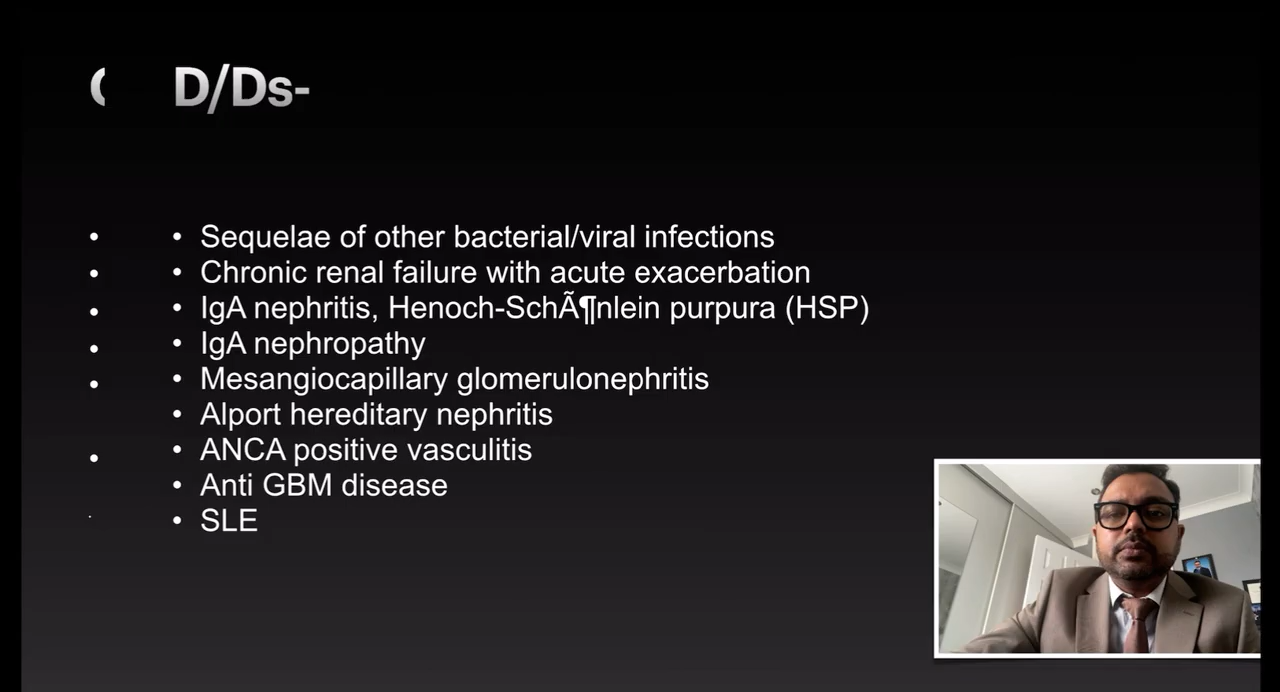 D/Ds-
• Sequelae of other bacterial/viral infections
• Chronic renal failure with acute exacerbation
• IgA nephritis, Henoch-SchÃ¶nlein purpura (HSP)
• IgA nephropathy
• Mesangiocapillary glomerulonephritis
• Alport hereditary nephritis
• ANCA positive vasculitis
• Anti GBM disease
• SLE